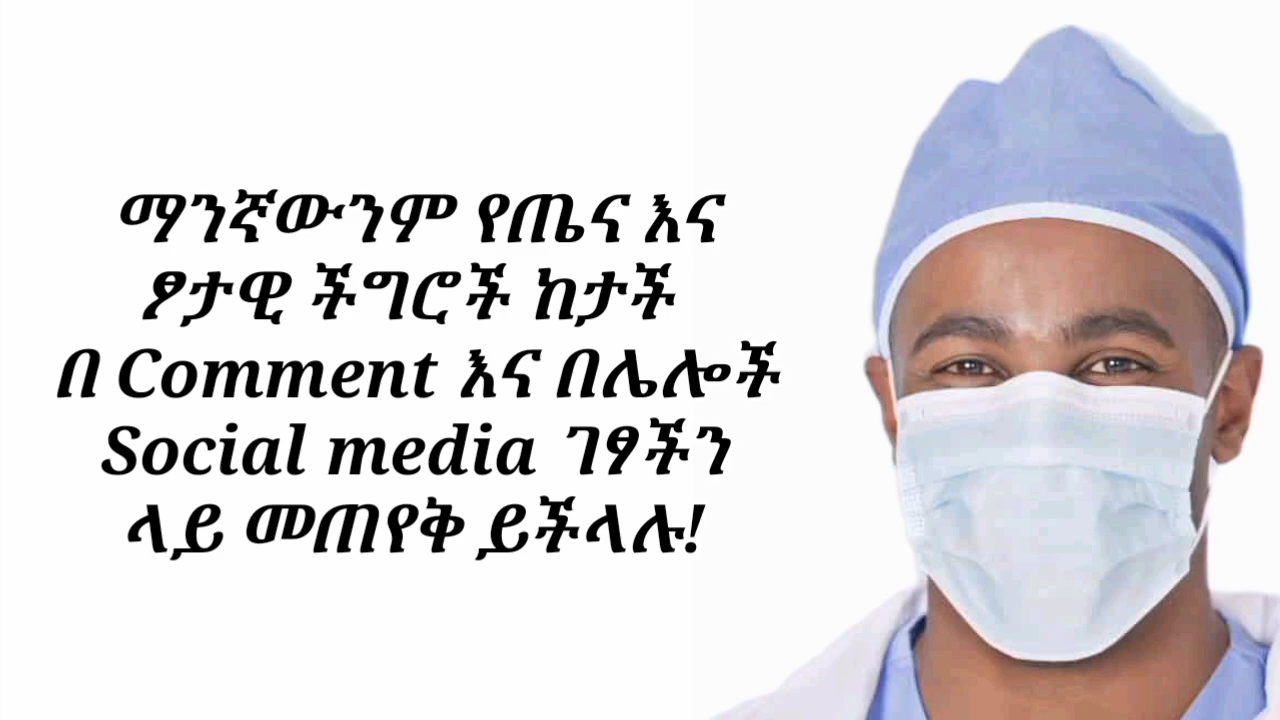 ማንኛውንም የጤና እና
ፆታዊ ችግሮች ከታች
በ Comment እና በሌሎች
Social media ገፃችን
ላይ መጠየቅ ይችላሉ!